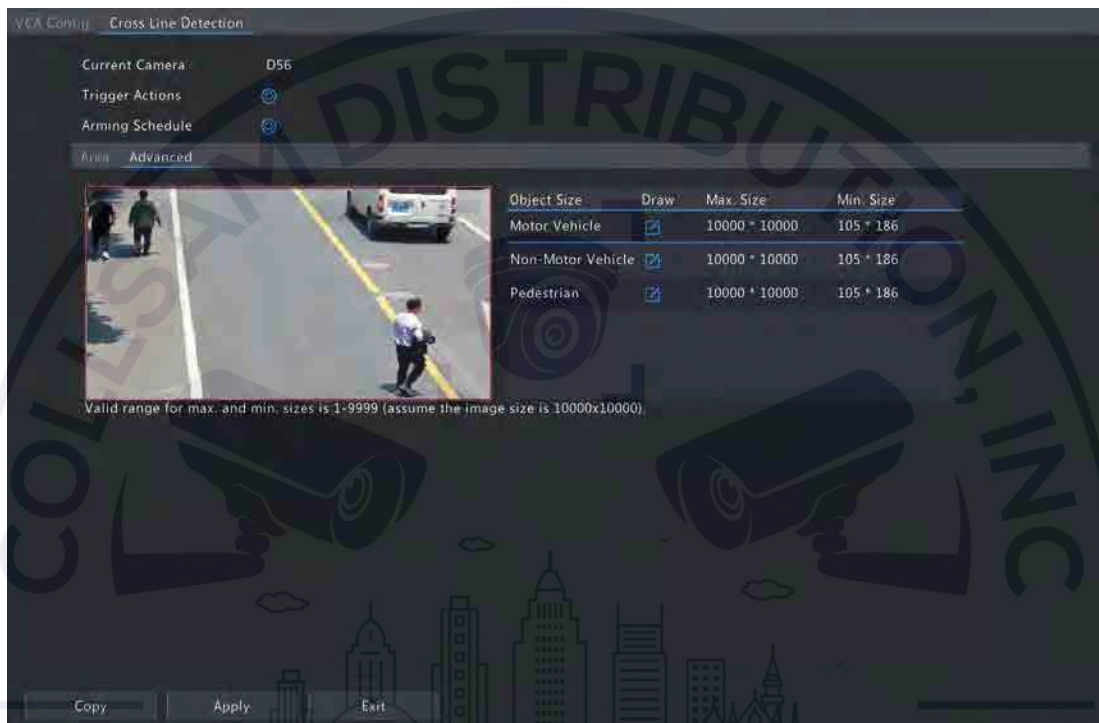 VCA Config Cross Line Detection
Current Camera D56
Trigger Actions
Arming Schedule
Area Advanced
Object Size Draw Max. Size Min. Size
Motor Vehicle 10000 * 10000 105 * 186
Non-Motor Vehicle 10000 * 10000 105 * 186
Pedestrian 10000 * 10000 105 * 186
Valid range for max. and min. sizes is 1-9999 (assume the image size is 10000x10000).
COLLESAM DISTRIBUTION, INC
Copy Apply Exit